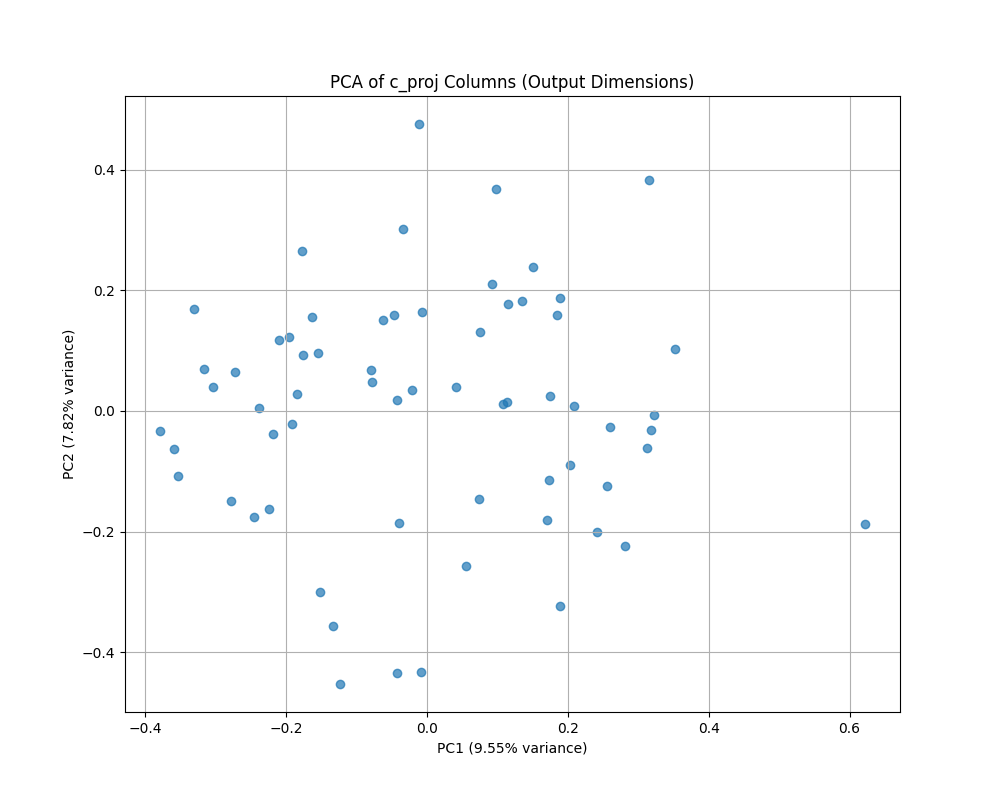 PCA of c_proj Columns (Output Dimensions)
PC2 (7.82% variance)
0.4
0.2
0.0
−0.2
−0.4
−0.4 −0.2 0.0 0.2 0.4 0.6
PC1 (9.55% variance)